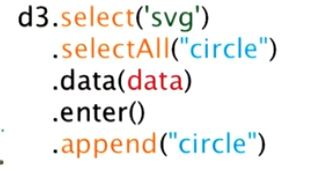 d3.select('svg')
.selectAll("circle")
.data(data)
.enter()
.append("circle")